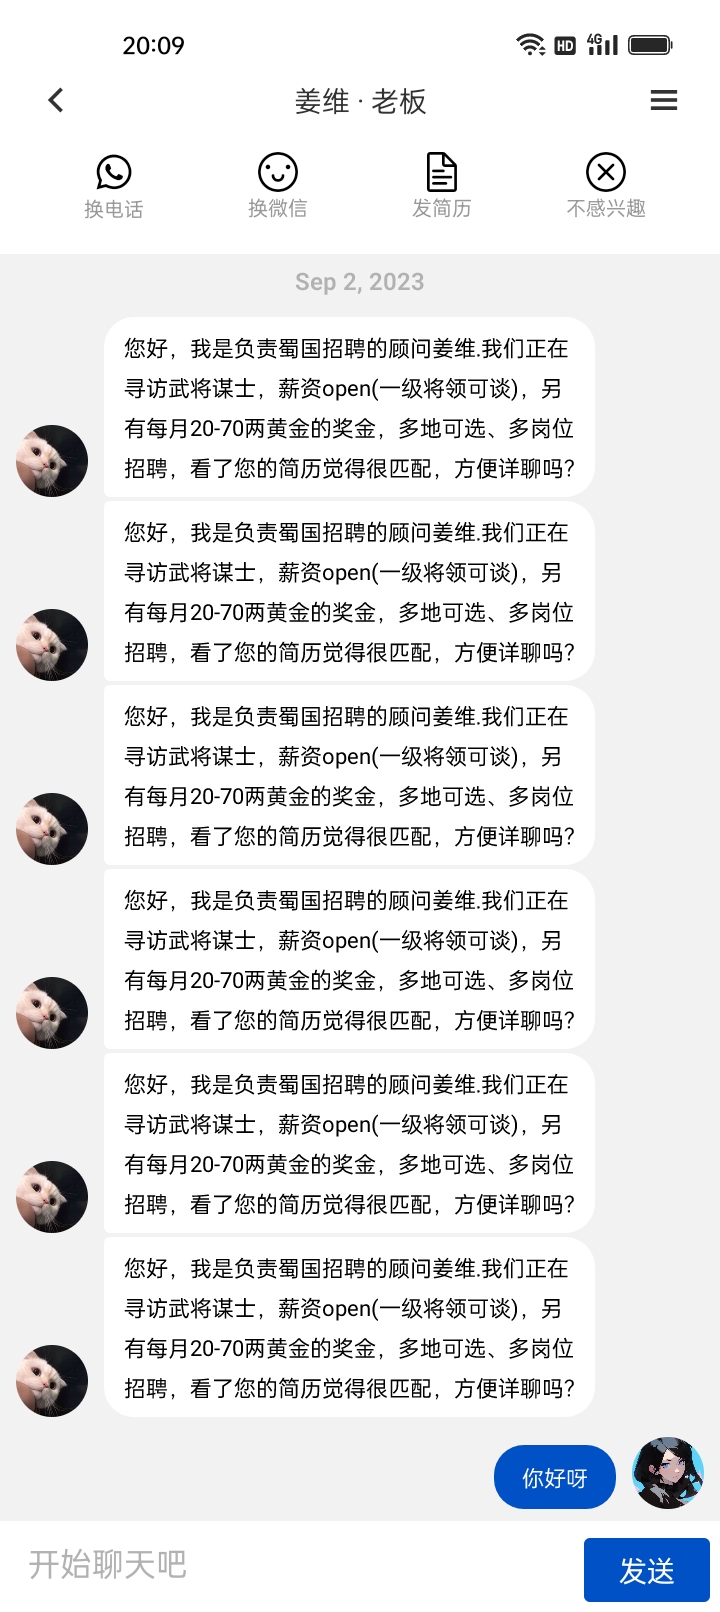 20:09
HD 4G
姜维 · 老板
换电话
换微信
发简历
不感兴趣
Sep 2, 2023
您好，我是负责蜀国招聘的顾问姜维.我们正在
寻访武将谋士，薪资open(一级将领可谈)，另
有每月20-70两黄金的奖金，多地可选、多岗位
招聘，看了您的简历觉得很匹配，方便详聊吗?
您好，我是负责蜀国招聘的顾问姜维.我们正在
寻访武将谋士，薪资open(一级将领可谈)，另
有每月20-70两黄金的奖金，多地可选、多岗位
招聘，看了您的简历觉得很匹配，方便详聊吗?
您好，我是负责蜀国招聘的顾问姜维.我们正在
寻访武将谋士，薪资open(一级将领可谈)，另
有每月20-70两黄金的奖金，多地可选、多岗位
招聘，看了您的简历觉得很匹配，方便详聊吗?
您好，我是负责蜀国招聘的顾问姜维.我们正在
寻访武将谋士，薪资open(一级将领可谈)，另
有每月20-70两黄金的奖金，多地可选、多岗位
招聘，看了您的简历觉得很匹配，方便详聊吗?
您好，我是负责蜀国招聘的顾问姜维.我们正在
寻访武将谋士，薪资open(一级将领可谈)，另
有每月20-70两黄金的奖金，多地可选、多岗位
招聘，看了您的简历觉得很匹配，方便详聊吗?
您好，我是负责蜀国招聘的顾问姜维.我们正在
寻访武将谋士，薪资open(一级将领可谈)，另
有每月20-70两黄金的奖金，多地可选、多岗位
招聘，看了您的简历觉得很匹配，方便详聊吗?
你好呀
开始聊天吧
发送